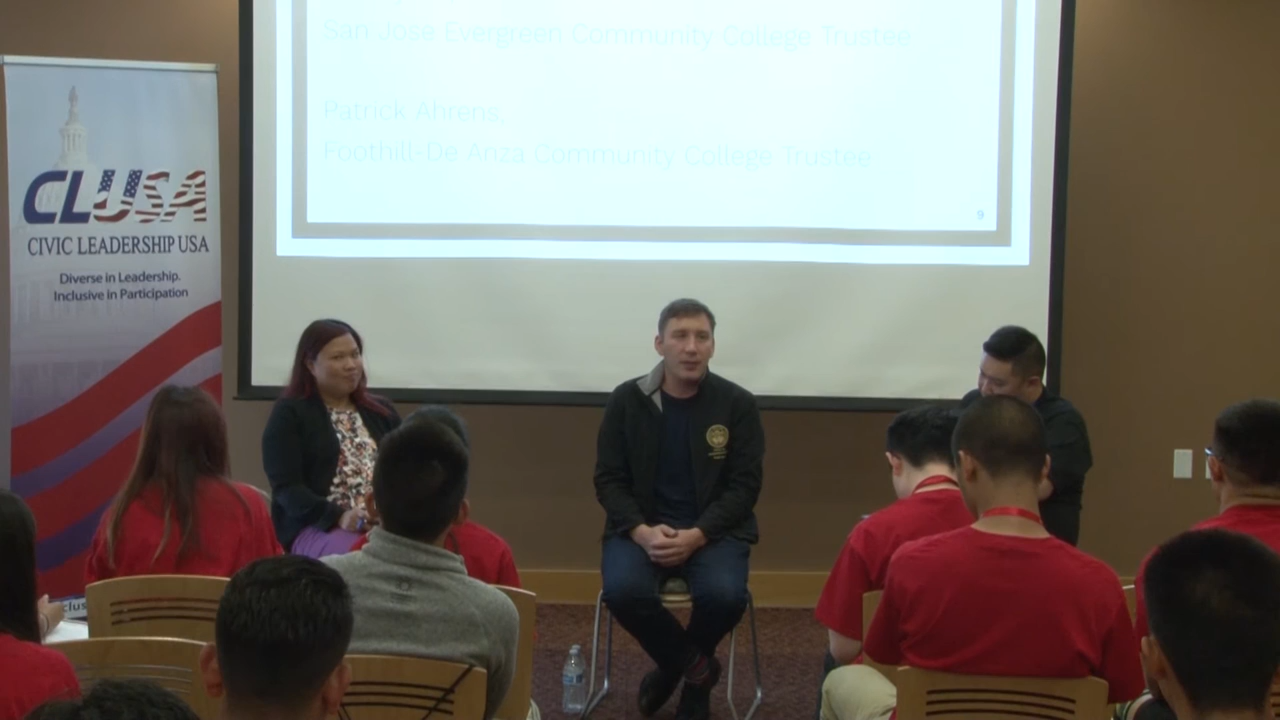 San Jose Evergreen Community College Trustee
Patrick Ahrens,
Foothill-De Anza Community College Trustee
9
CLUSA
CIVIC LEADERSHIP USA
Diverse in Leadership.
Inclusive in Participation
clus